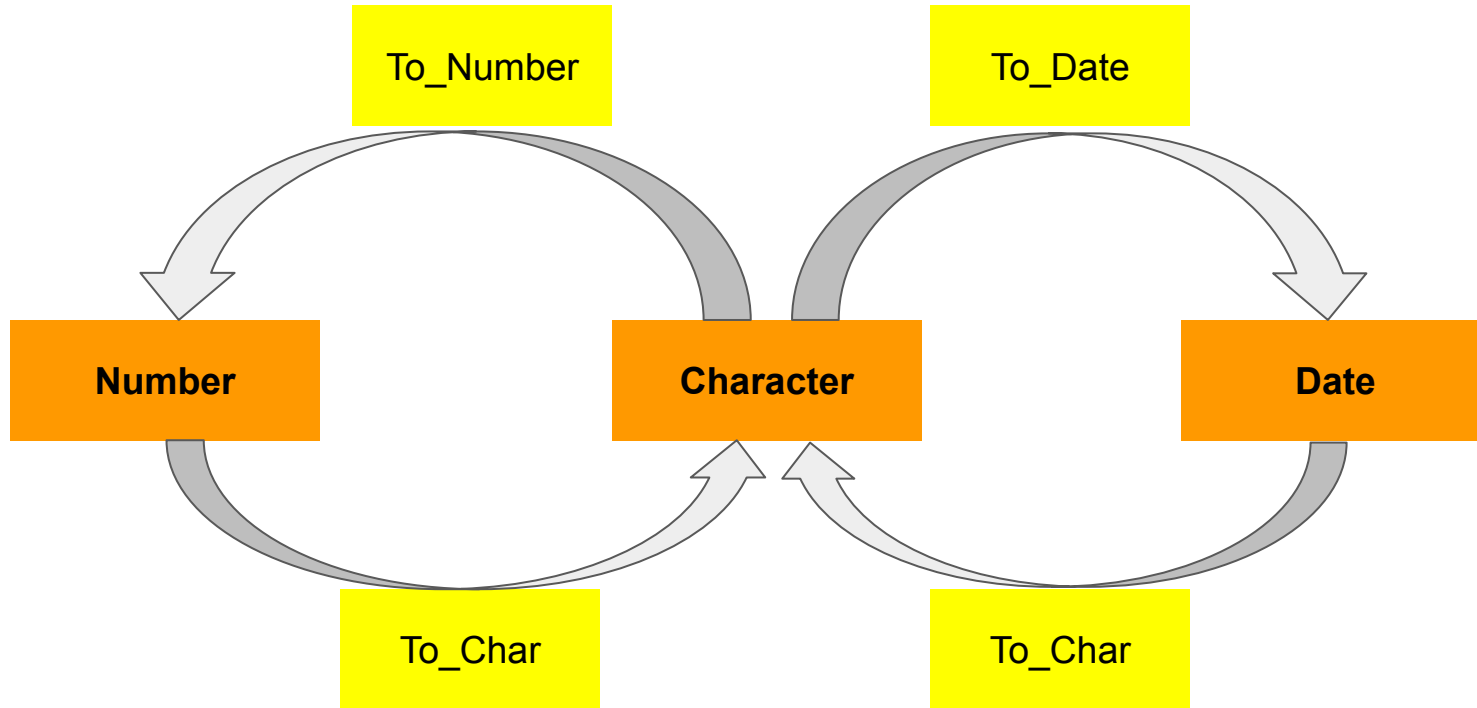 To_Number
To_Date
Number
Character
Date
To_Char
To_Char